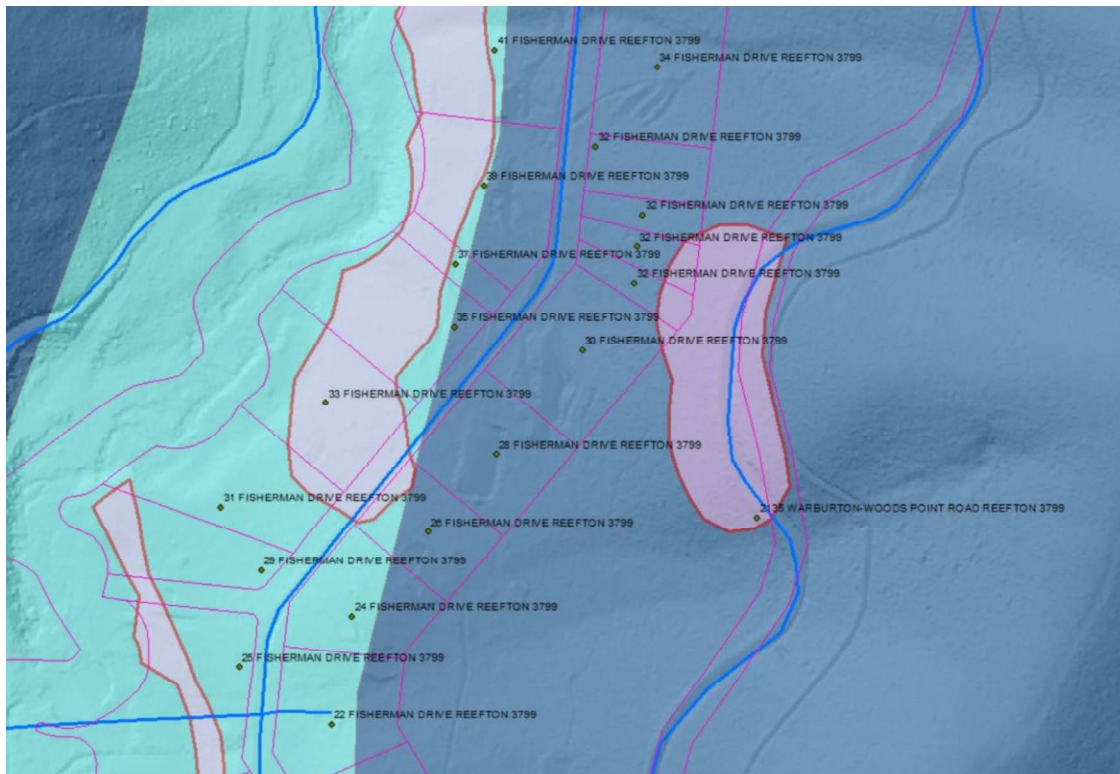 41 FISHERMAN DRIVE REEFTON 3799
34 FISHERMAN DRIVE REEFTON 3799
32 FISHERMAN DRIVE REEFTON 3799
39 FISHERMAN DRIVE REEFTON 3799
32 FISHERMAN DRIVE REEFTON 3799
32 FISHERMAN DRIVE REEFTON 3799
37 FISHERMAN DRIVE REEFTON 3799
32 FISHERMAN DRIVE REEFTON 3799
35 FISHERMAN DRIVE REEFTON 3799
30 FISHERMAN DRIVE REEFTON 3799
33 FISHERMAN DRIVE REEFTON 3799
28 FISHERMAN DRIVE REEFTON 3799
31 FISHERMAN DRIVE REEFTON 3799
2135 WARBURTON-WOODS POINT ROAD REEFTON 3799
26 FISHERMAN DRIVE REEFTON 3799
29 FISHERMAN DRIVE REEFTON 3799
24 FISHERMAN DRIVE REEFTON 3799
25 FISHERMAN DRIVE REEFTON 3799
22 FISHERMAN DRIVE REEFTON 3799